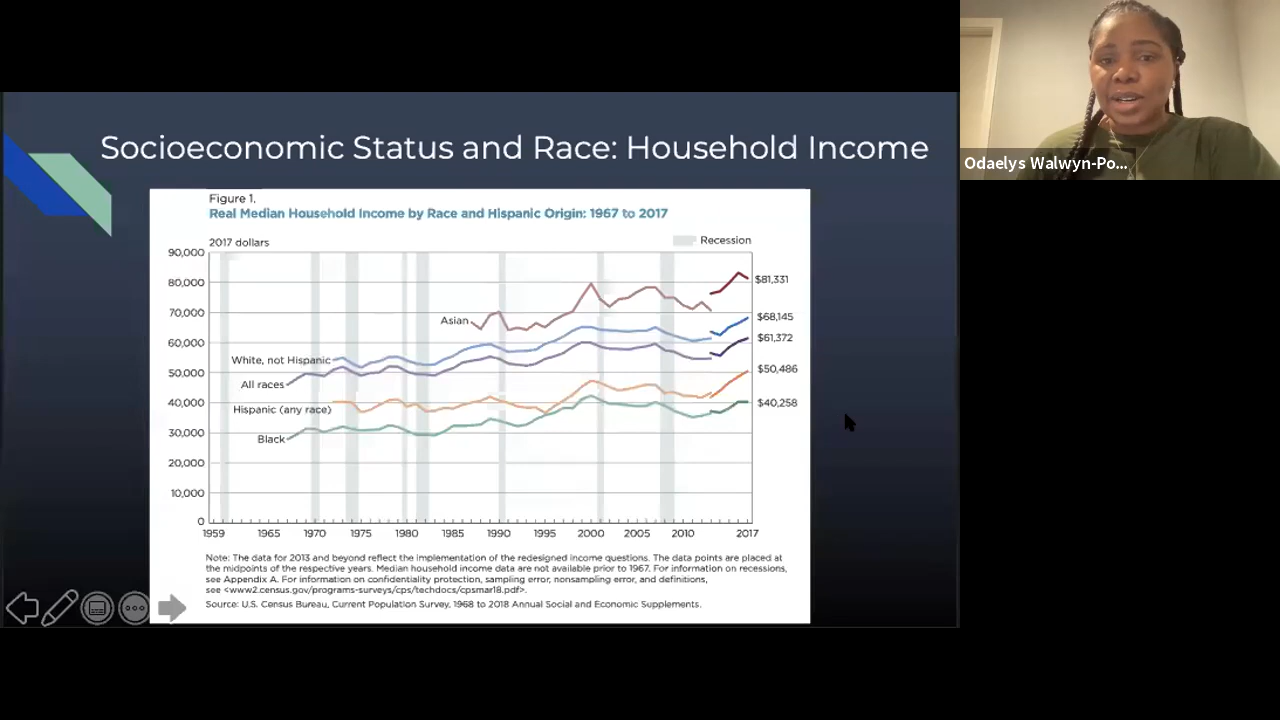 Socioeconomic Status and Race: Household Income
Odaelys Walwyn-Po...
Figure 1.
Real Median Household Income by Race and Hispanic Origin: 1967 to 2017
2017 dollars
Recession
90,000
80,000
70,000
60,000
50,000
40,000
30,000
20,000
10,000
0
Asian
White, not Hispanic
All races
Hispanic (any race)
Black
$81,331
$68,145
$61,372
$50,486
$40,258
1959 1965 1970 1975 1980 1985 1990 1995 2000 2005 2010 2017
Note: The data for 2013 and beyond reflect the implementation of the redesigned income questions. The data points are placed at
the midpoints of the respective years. Median household income data are not available prior to 1967. For information on recessions,
see Appendix A. For information on confidentiality protection, sampling error, nonsampling error, and definitions,
see <www2.census.gov/programs-surveys/cps/techdocs/cpsmar18.pdf>.
Source: U.S. Census Bureau, Current Population Survey, 1968 to 2018 Annual Social and Economic Supplements.